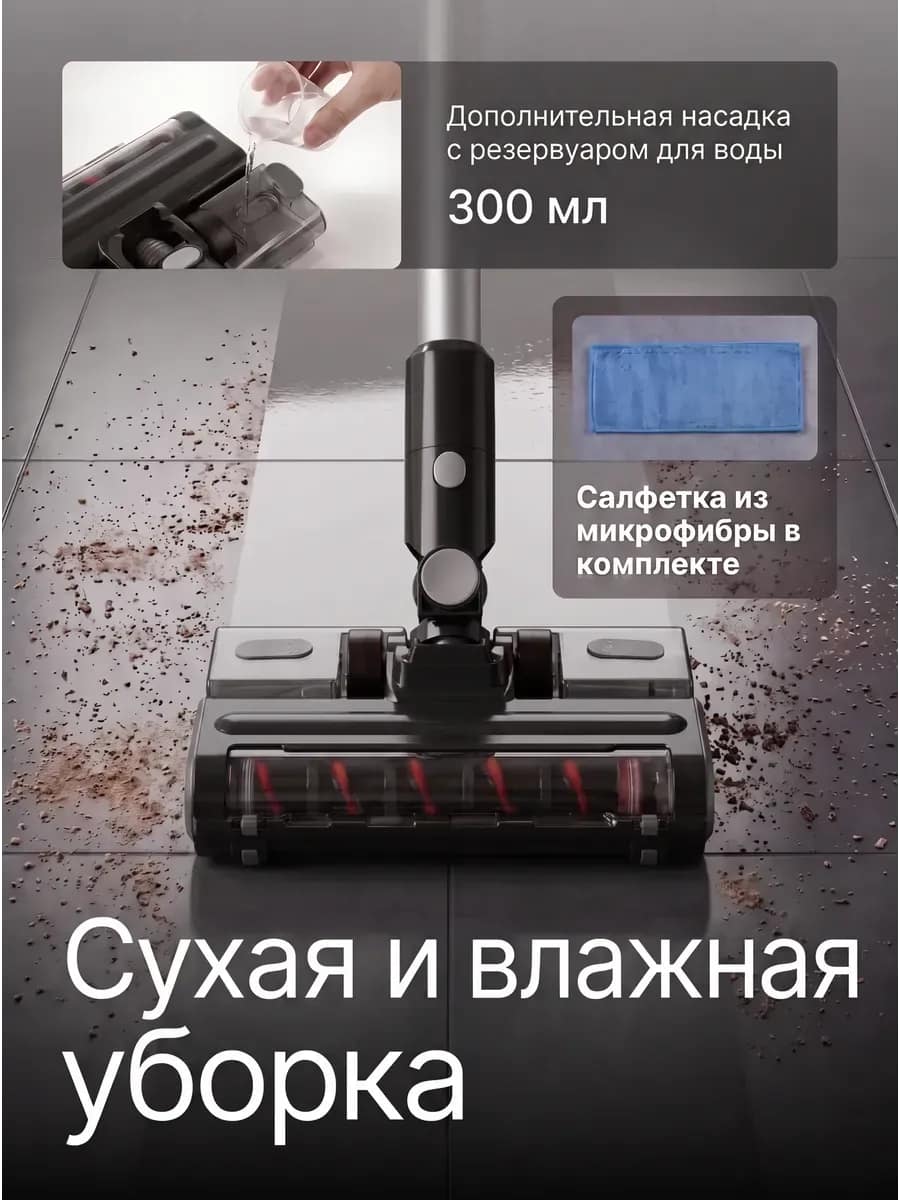 Дополнительная насадка
с резервуаром для воды
300 мл
Салфетка из
микрофибры в
комплекте
Сухая и влажная
уборка